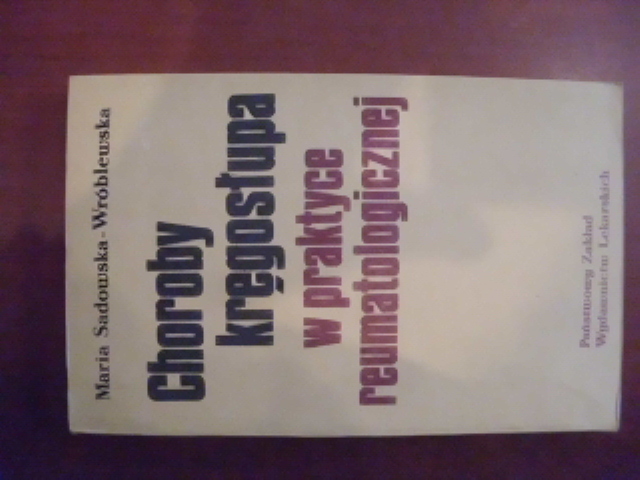 Maria Sadowska-Wróblewska
Choroby
kręgosłupa
w praktyce
reumatologicznej
Państwowy Zakład
Wydawnictw Lekarskich